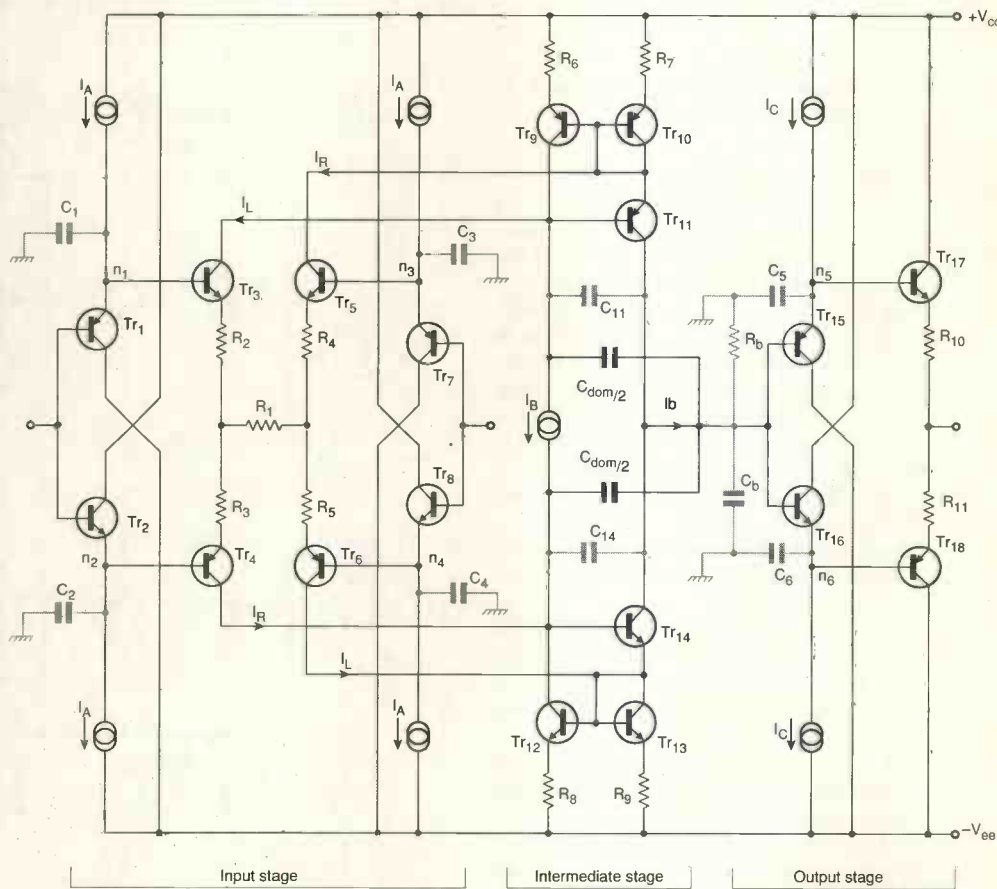 +Vcc
R6
R7
IA
IA
IC
Tr9
Tr10
IR
C1
IL
Tr11
C3
n1
n3
C5
n5
Tr17
Tr3
Tr5
C11
Tr15
Tr1
R2
R4
Rb
R10
Tr7
Cdom/2
R1
IB
Ib
Cdom/2
Tr8
R3
R5
Cb
R11
Tr2
Tr16
n2
Tr4
Tr6
n4
C14
C6
n6
Tr18
C2
C4
IR
Tr14
IL
IA
IA
Tr12
Tr13
IC
R8
R9
−Vee
Input stage
Intermediate stage
Output stage